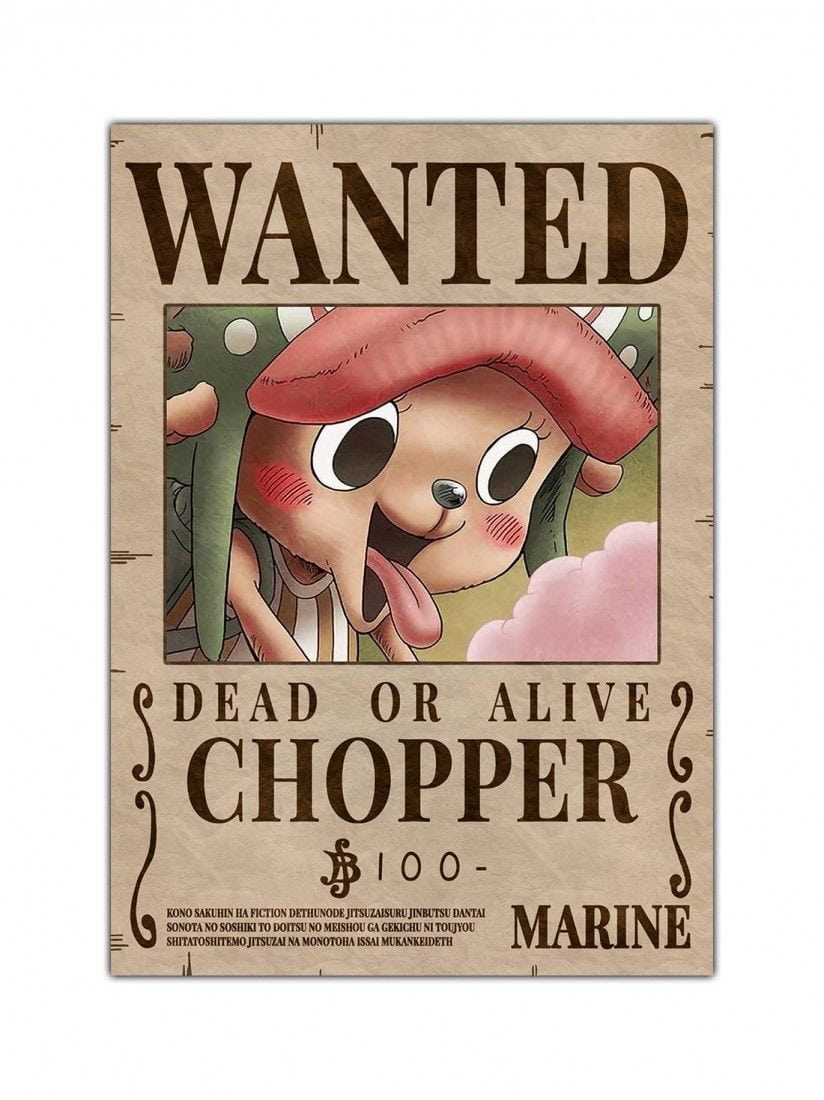 WANTED
DEAD OR ALIVE
CHOPPER
฿100-
KONO SAKUHIN HA FICTION DETHUNODE JITSUZAISURU JINBUTSU DANTAI
SONOTA NO SOSHIKI TO DOITSU NO MEISHOU GA GEKICHU NI TOUJYOU
SHITATOSHITEMO JITSUZAI NA MONOTOHA ISSAI MUKANKEIDETH
MARINE